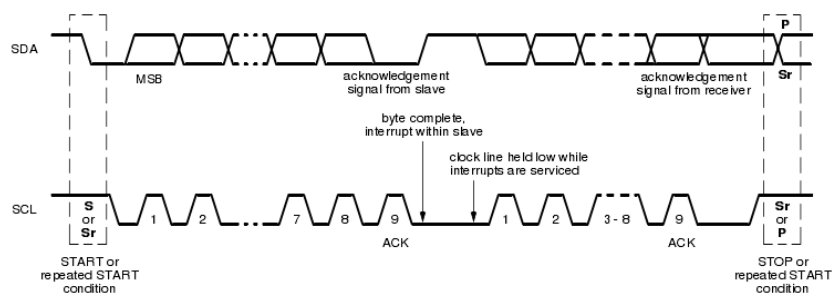 P
SDA
MSB
acknowledgement
signal from slave
acknowledgement
signal from receiver
Sr
byte complete,
interrupt within slave
clock line held low while
interrupts are serviced
SCL
S
or
Sr
1
2
7
8
9
1
2
3 - 8
9
Sr
or
P
ACK
ACK
START or
repeated START
condition
STOP or
repeated START
condition